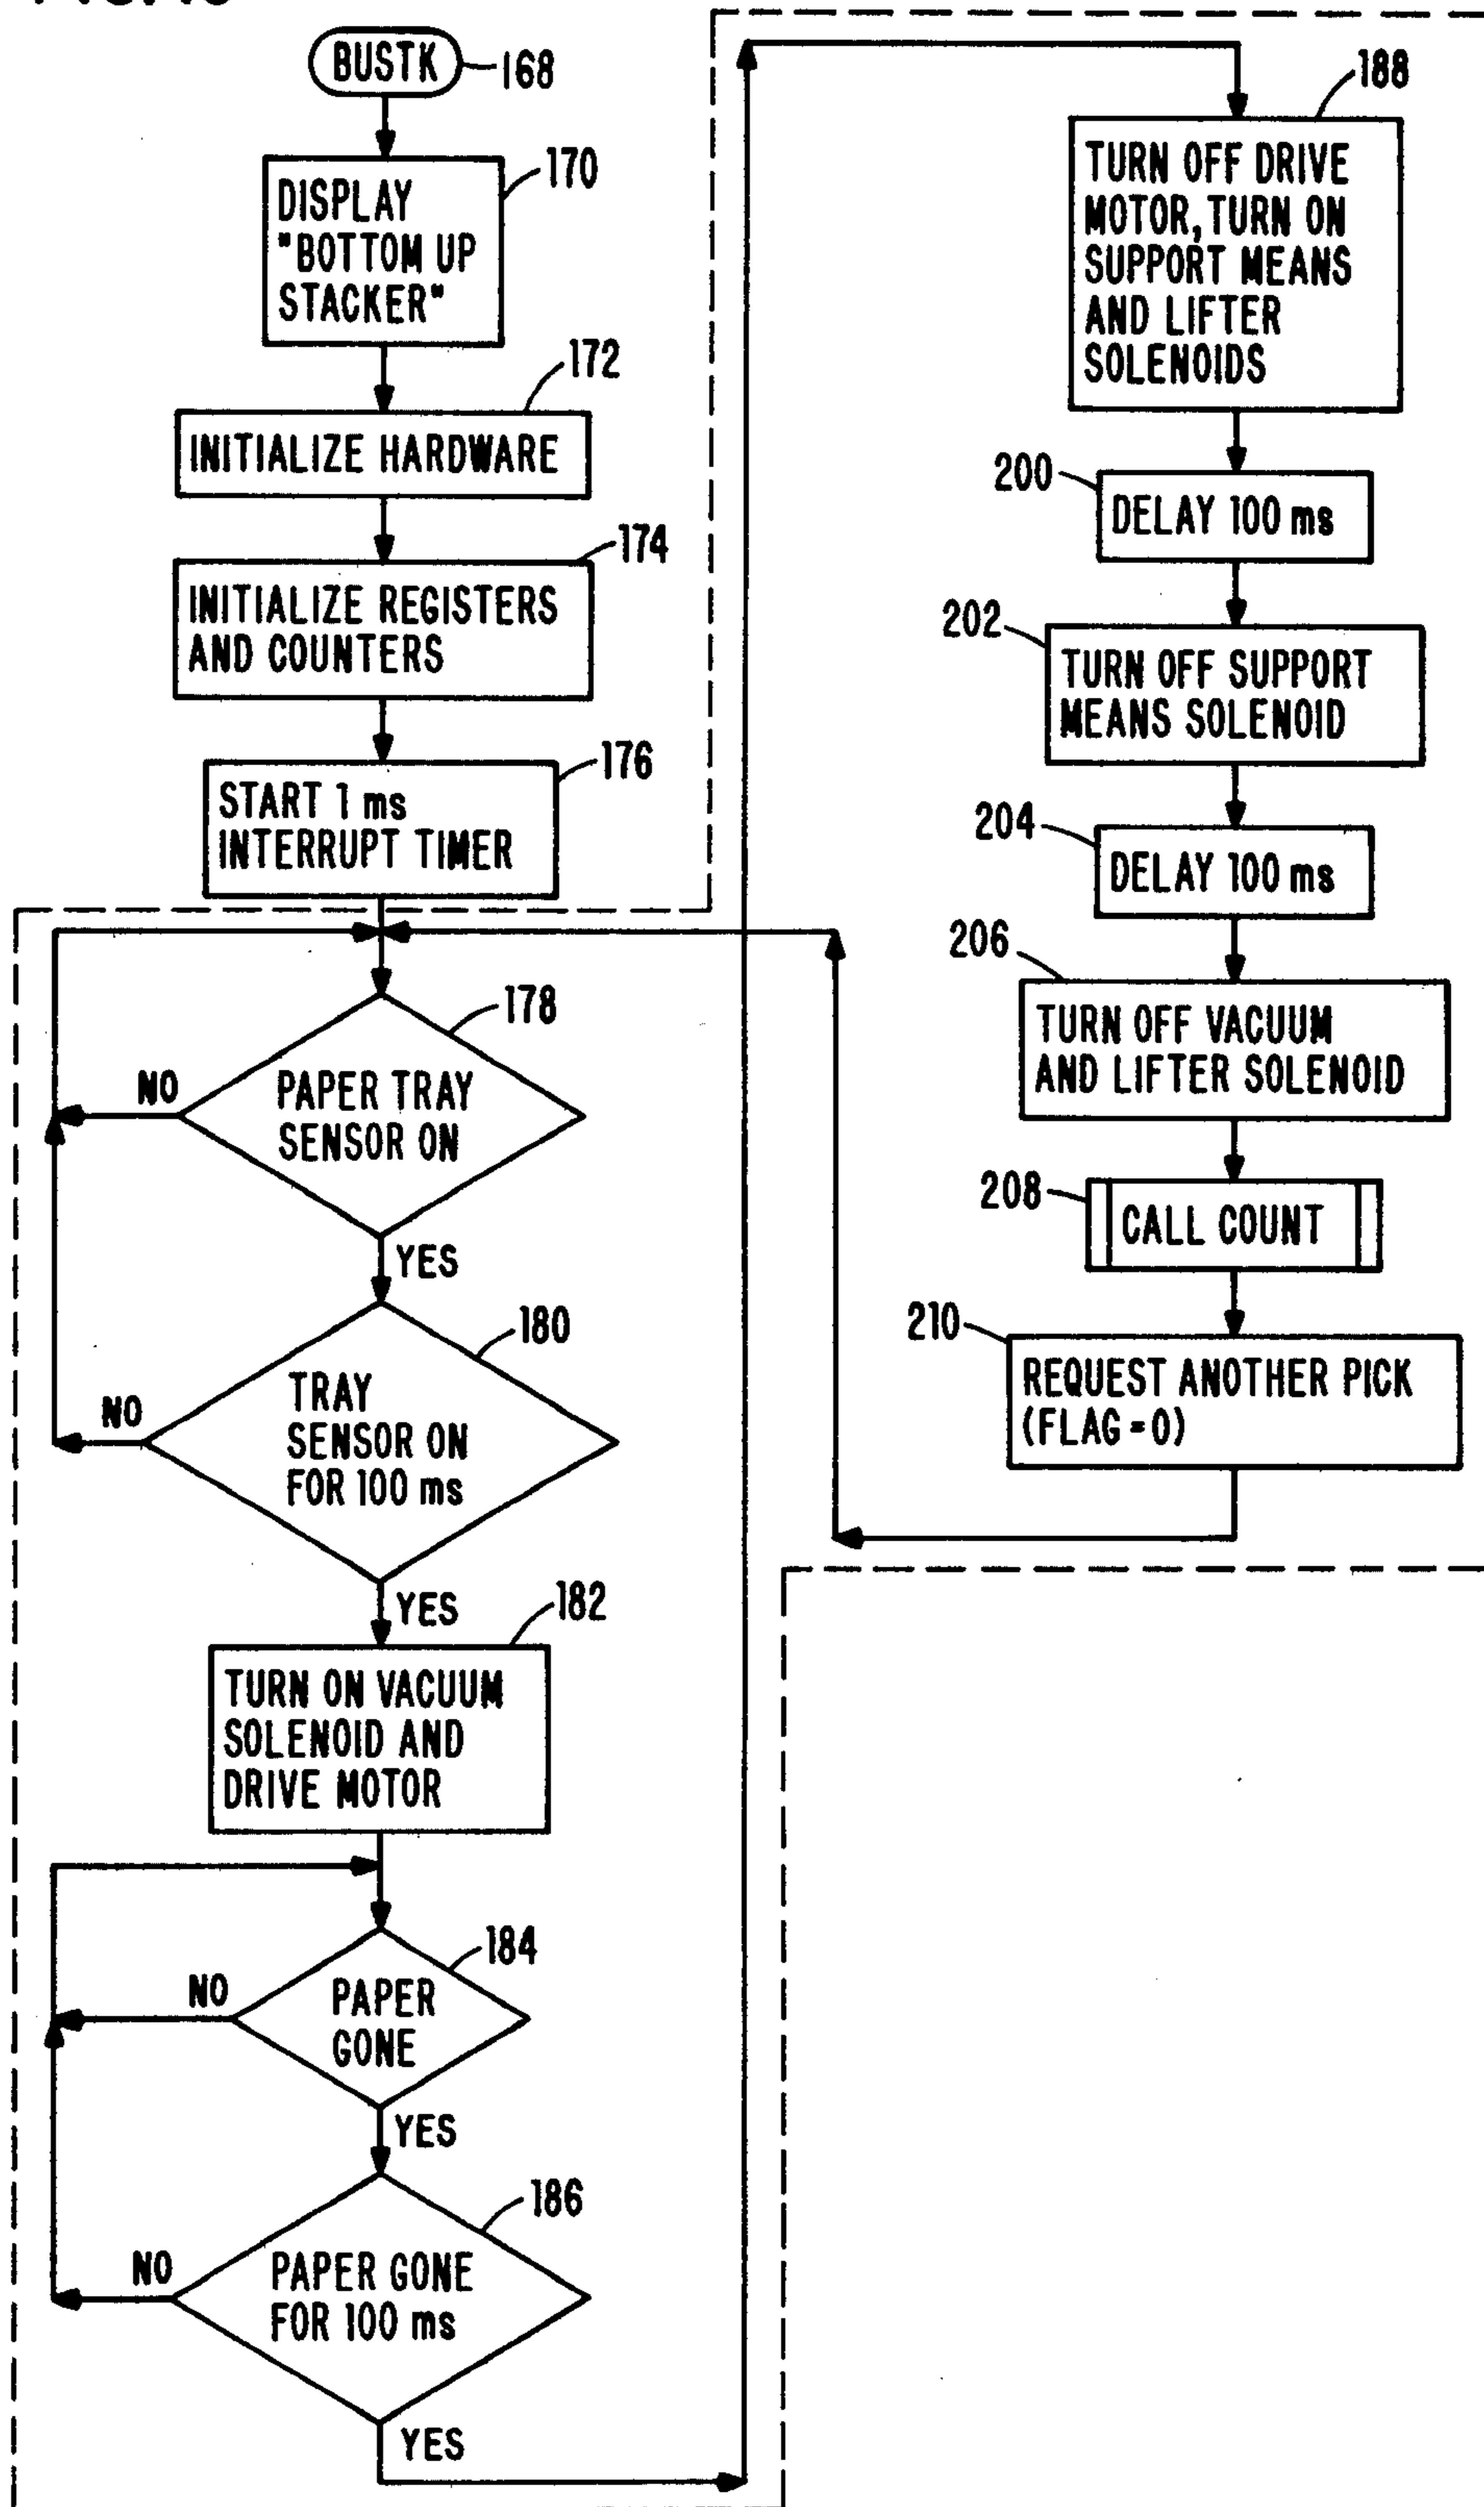 BUSTK
168
170
DISPLAY
"BOTTOM UP
STACKER"
172
INITIALIZE HARDWARE
174
INITIALIZE REGISTERS
AND COUNTERS
176
START 1 ms
INTERRUPT TIMER
178
NO
PAPER TRAY
SENSOR ON
YES
180
NO
TRAY
SENSOR ON
FOR 100 ms
YES
182
TURN ON VACUUM
SOLENOID AND
DRIVE MOTOR
184
NO
PAPER
GONE
YES
186
NO
PAPER GONE
FOR 100 ms
YES
188
TURN OFF DRIVE
MOTOR, TURN ON
SUPPORT MEANS
AND LIFTER
SOLENOIDS
200
DELAY 100 ms
202
TURN OFF SUPPORT
MEANS SOLENOID
204
DELAY 100 ms
206
TURN OFF VACUUM
AND LIFTER SOLENOID
208
CALL COUNT
210
REQUEST ANOTHER PICK
(FLAG = 0)